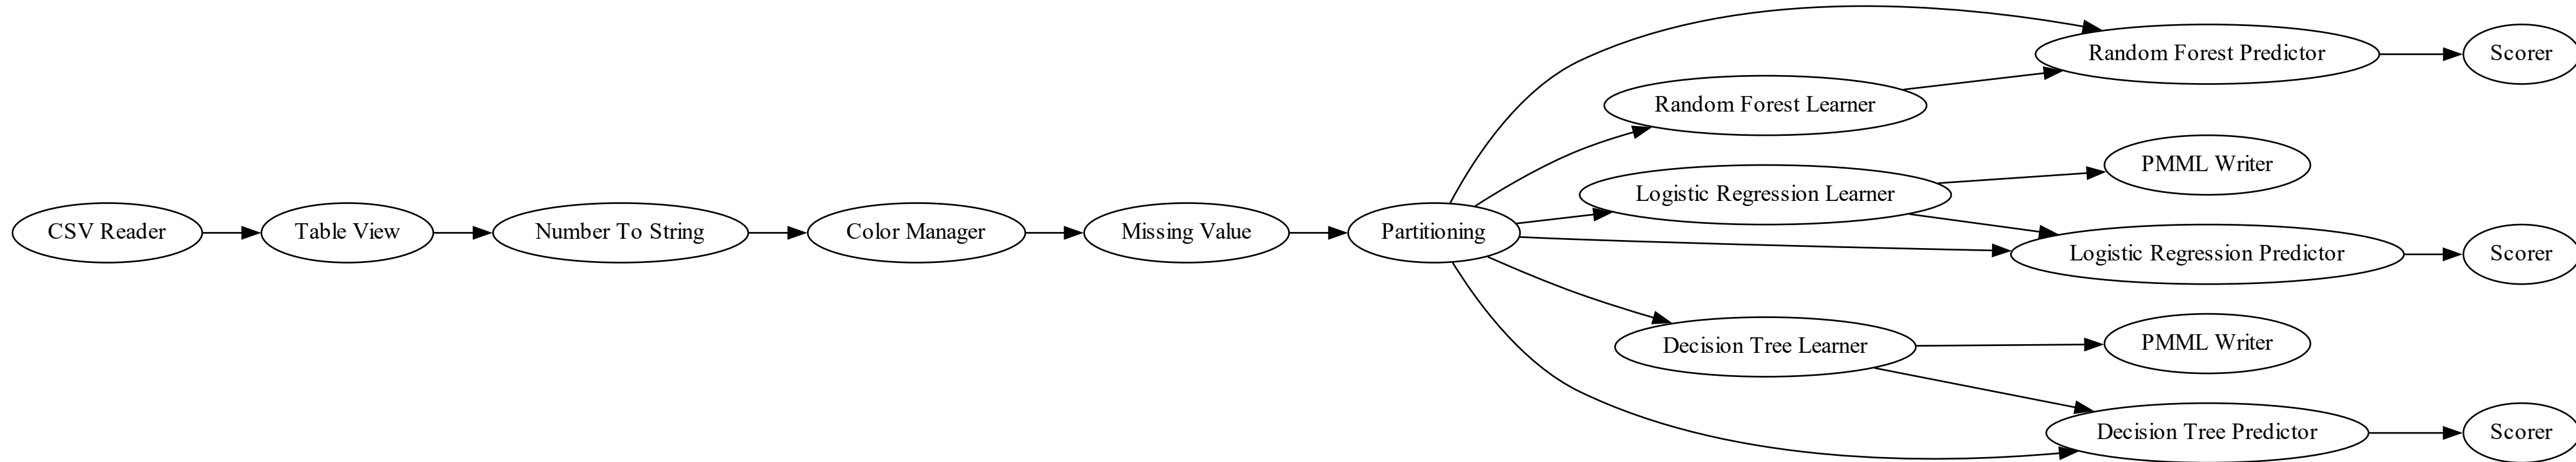 CSV Reader
Table View
Number To String
Color Manager
Missing Value
Partitioning
Random Forest Learner
Random Forest Predictor
Scorer
Logistic Regression Learner
PMML Writer
Logistic Regression Predictor
Scorer
Decision Tree Learner
PMML Writer
Decision Tree Predictor
Scorer